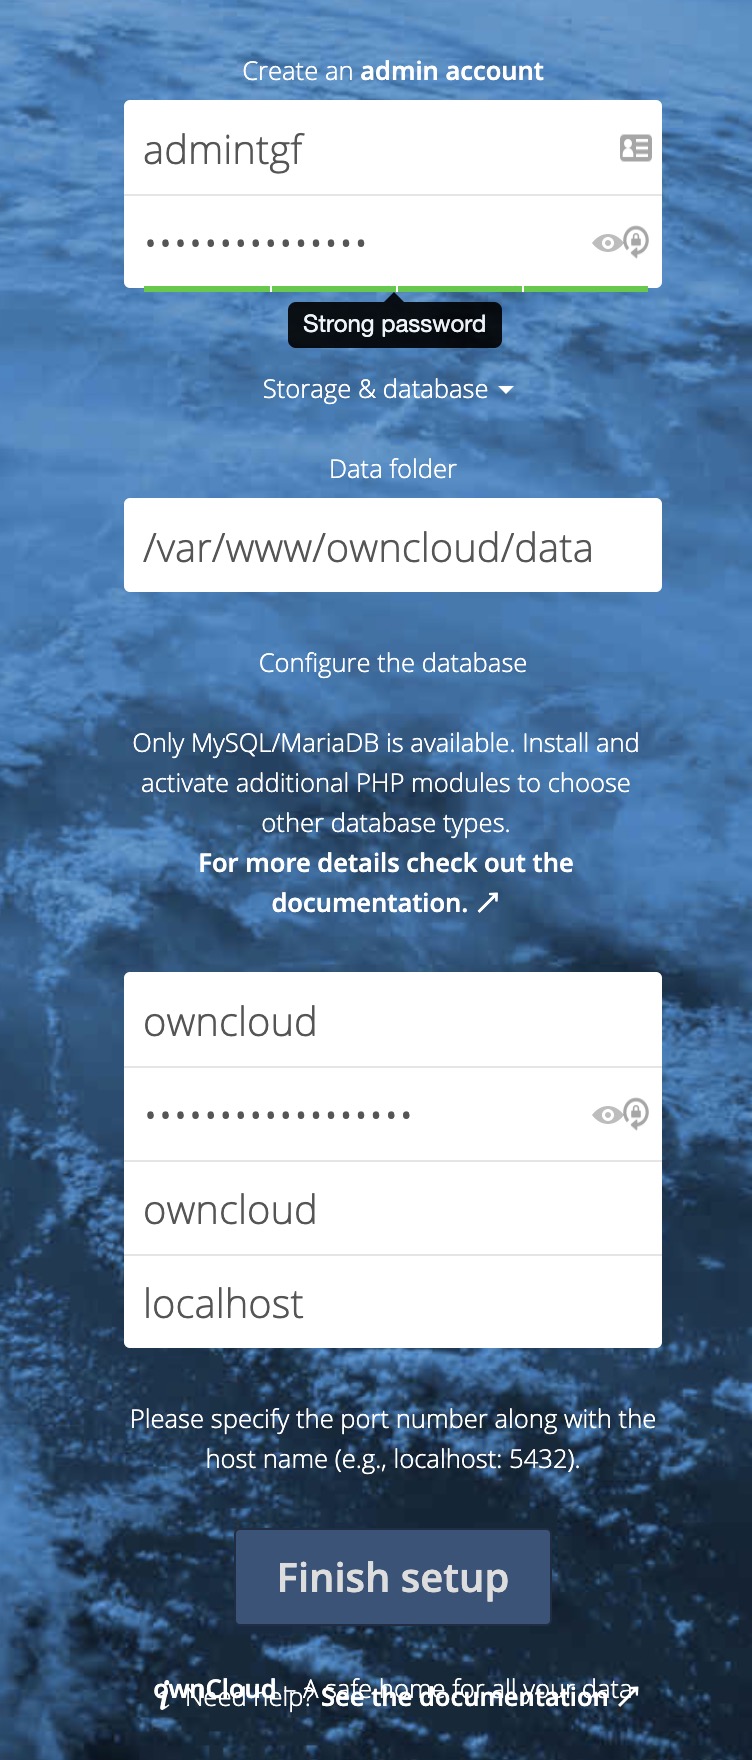 Create an admin account
admintgf
•••••••••••••••
Strong password
Storage & database
Data folder
/var/www/owncloud/data
Configure the database
Only MySQL/MariaDB is available. Install and
activate additional PHP modules to choose
other database types.
For more details check out the
documentation. ↗
owncloud
••••••••••••••••••
owncloud
localhost
Please specify the port number along with the
host name (e.g., localhost: 5432).
Finish setup
ownCloud – A safe home for all your data
i Need help? See the documentation ↗